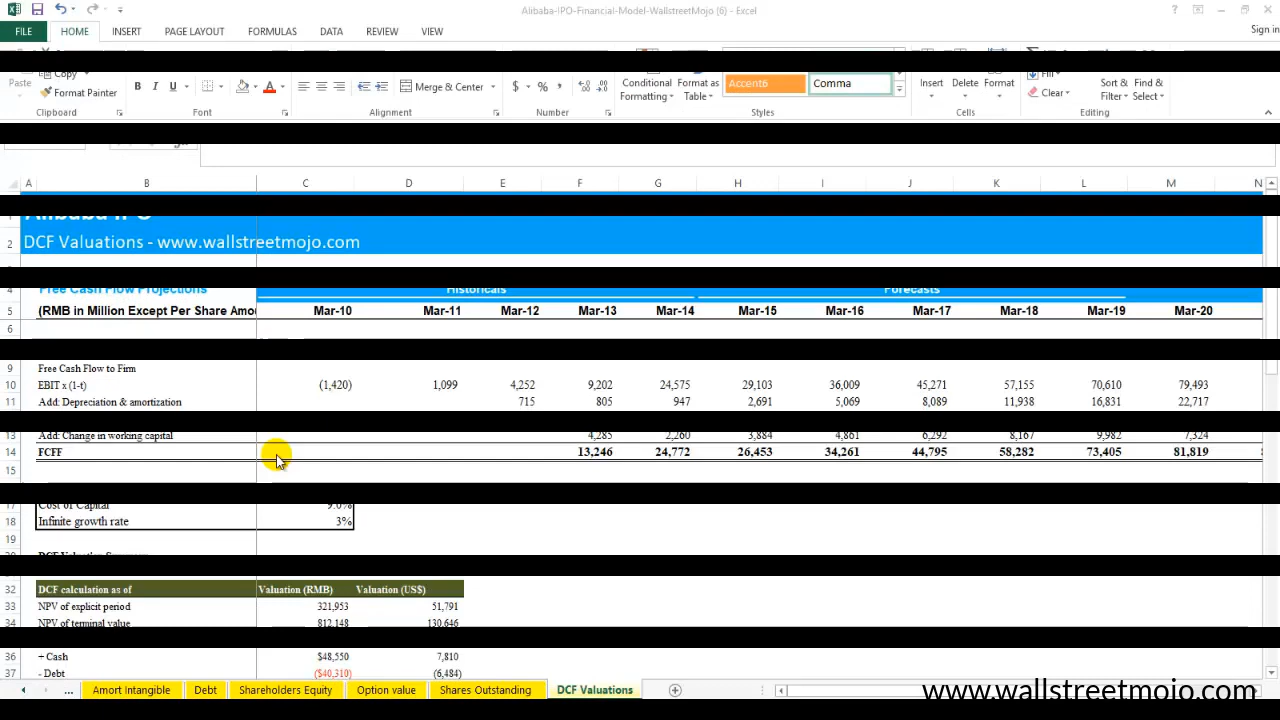 Alibaba-IPO-Financial-Model-WallstreetMojo (6) - Excel
FILE HOME INSERT PAGE LAYOUT FORMULAS DATA REVIEW VIEW Sign in
Paste Copy
Format Painter
B I U A $ % , Merge & Center
Conditional Formatting Format as Table Accent6 Comma
Insert Delete Format Fill Clear Sort & Filter Find & Select
Clipboard Font Alignment Number Styles Cells Editing
A B C D E F G H I J K L M N
1 Alibaba IPO
2 DCF Valuations - www.wallstreetmojo.com
4 Free Cash Flow Projections Historicals Forecasts
5 (RMB in Million Except Per Share Amou Mar-10 Mar-11 Mar-12 Mar-13 Mar-14 Mar-15 Mar-16 Mar-17 Mar-18 Mar-19 Mar-20
6
9 Free Cash Flow to Firm
10 EBIT x (1-t) (1,420) 1,099 4,252 9,202 24,575 29,103 36,009 45,271 57,155 70,610 79,493
11 Add: Depreciation & amortization 715 805 947 2,691 5,069 8,089 11,938 16,831 22,717
13 Add: Change in working capital 4,285 2,260 3,884 4,861 6,292 8,167 9,982 7,324
14 FCFF 13,246 24,772 26,453 34,261 44,795 58,282 73,405 81,819
15
17 Cost of Capital 9.0%
18 Infinite growth rate 3%
19
32 DCF calculation as of Valuation (RMB) Valuation (US$)
33 NPV of explicit period 321,953 51,791
34 NPV of terminal value 812,148 130,646
36 + Cash $48,550 7,810
37 - Debt ($40,310) (6,484)
... Amort Intangible Debt Shareholders Equity Option value Shares Outstanding DCF Valuations
www.wallstreetmojo.com